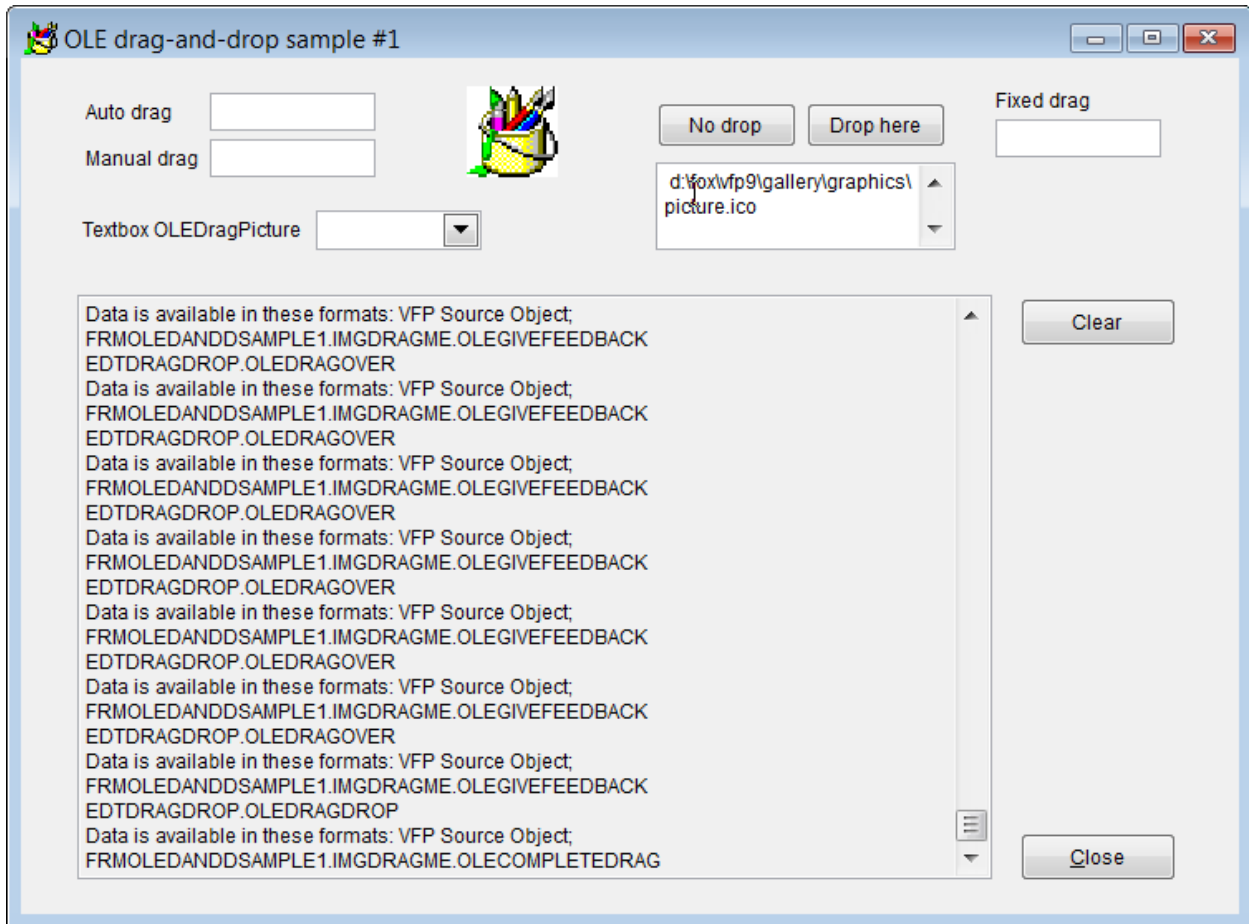 OLE drag-and-drop sample #1
Auto drag
Manual drag
No drop
Drop here
Fixed drag
d:\fox\vfp9\gallery\graphics\
picture.ico
Textbox OLEDragPicture
Data is available in these formats: VFP Source Object;
FRMOLEDANDDSAMPLE1.IMGDRAGME.OLEGIVEFEEDBACK
EDTDRAGDROP.OLEDRAGOVER
Data is available in these formats: VFP Source Object;
FRMOLEDANDDSAMPLE1.IMGDRAGME.OLEGIVEFEEDBACK
EDTDRAGDROP.OLEDRAGOVER
Data is available in these formats: VFP Source Object;
FRMOLEDANDDSAMPLE1.IMGDRAGME.OLEGIVEFEEDBACK
EDTDRAGDROP.OLEDRAGOVER
Data is available in these formats: VFP Source Object;
FRMOLEDANDDSAMPLE1.IMGDRAGME.OLEGIVEFEEDBACK
EDTDRAGDROP.OLEDRAGOVER
Data is available in these formats: VFP Source Object;
FRMOLEDANDDSAMPLE1.IMGDRAGME.OLEGIVEFEEDBACK
EDTDRAGDROP.OLEDRAGOVER
Data is available in these formats: VFP Source Object;
FRMOLEDANDDSAMPLE1.IMGDRAGME.OLEGIVEFEEDBACK
EDTDRAGDROP.OLEDRAGOVER
Data is available in these formats: VFP Source Object;
FRMOLEDANDDSAMPLE1.IMGDRAGME.OLEGIVEFEEDBACK
EDTDRAGDROP.OLEDRAGDROP
Data is available in these formats: VFP Source Object;
FRMOLEDANDDSAMPLE1.IMGDRAGME.OLECOMPLETEDRAG
Clear
Close